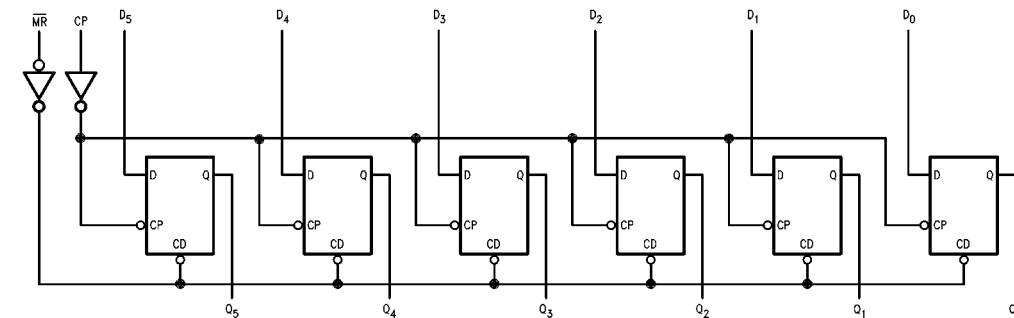 M̅R̅ CP D5 D4 D3 D2 D1 D0
D Q D Q D Q D Q D Q D
CP CP CP CP CP CP
CD CD CD CD CD CD
Q5 Q4 Q3 Q2 Q1 Q